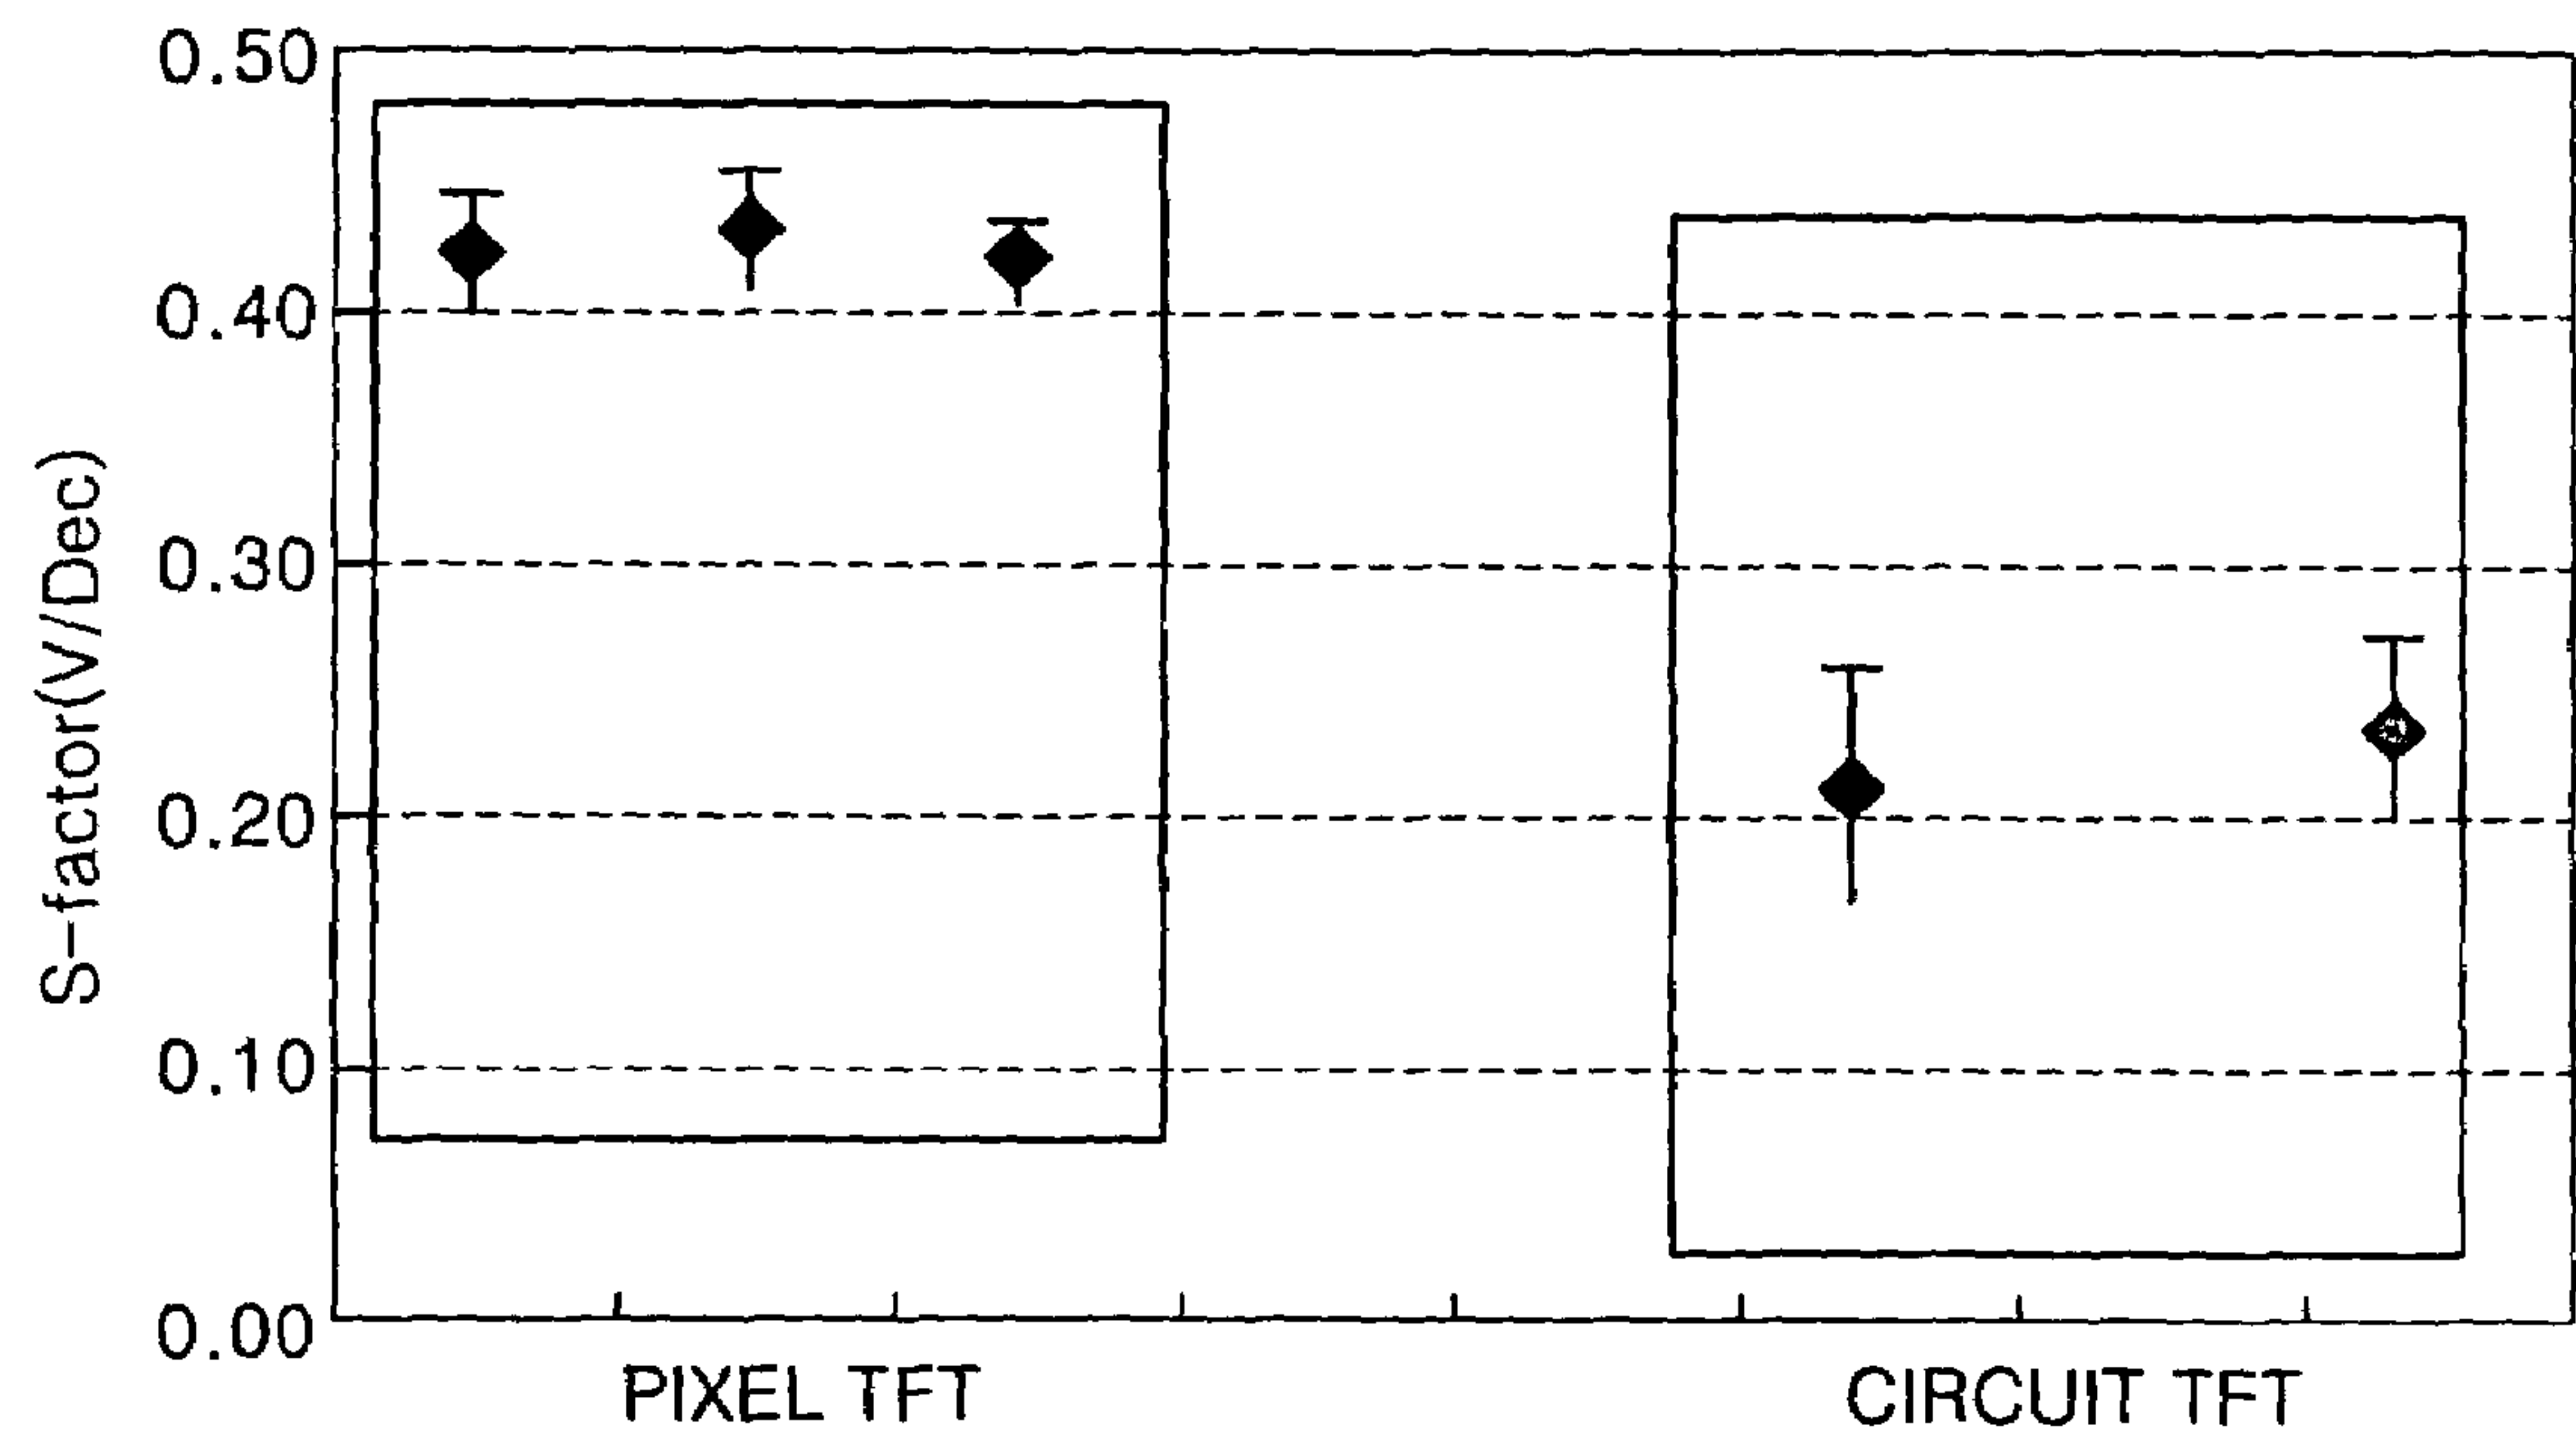 S-factor(V/Dec)
0.50
0.40
0.30
0.20
0.10
0.00
PIXEL TFT
CIRCUIT TFT